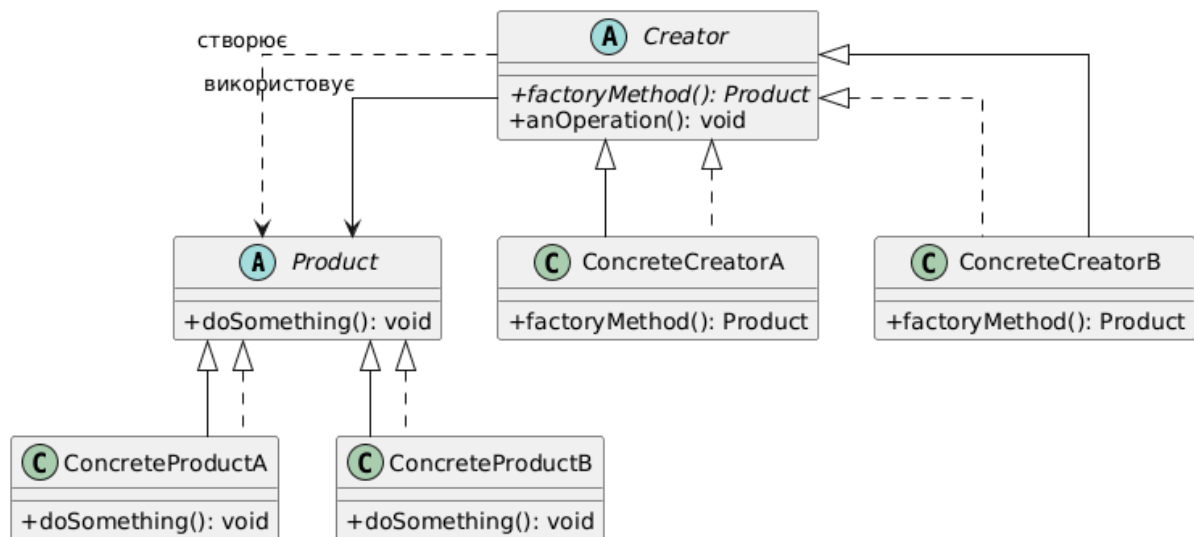 A Creator
створює
використовує
+factoryMethod(): Product
+anOperation(): void
A Product
+doSomething(): void
C ConcreteCreatorA
+factoryMethod(): Product
C ConcreteCreatorB
+factoryMethod(): Product
C ConcreteProductA
+doSomething(): void
C ConcreteProductB
+doSomething(): void